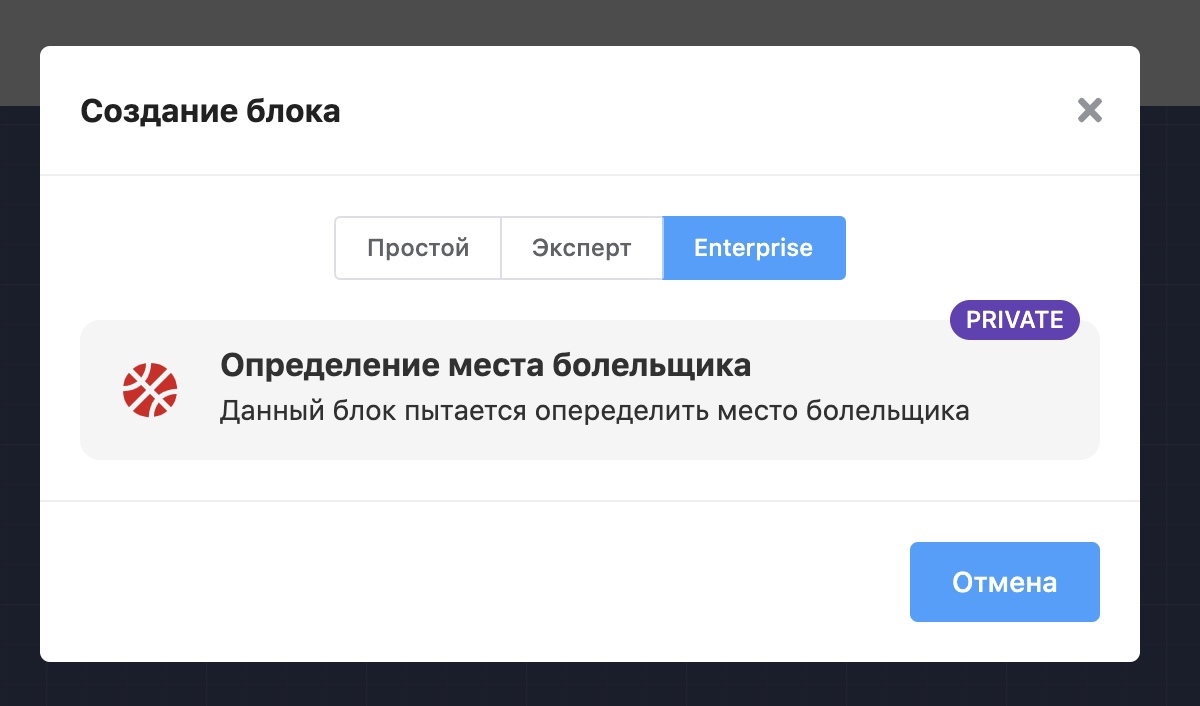 Создание блока
Простой
Эксперт
Enterprise
PRIVATE
Определение места болельщика
Данный блок пытается опеределить место болельщика
Отмена